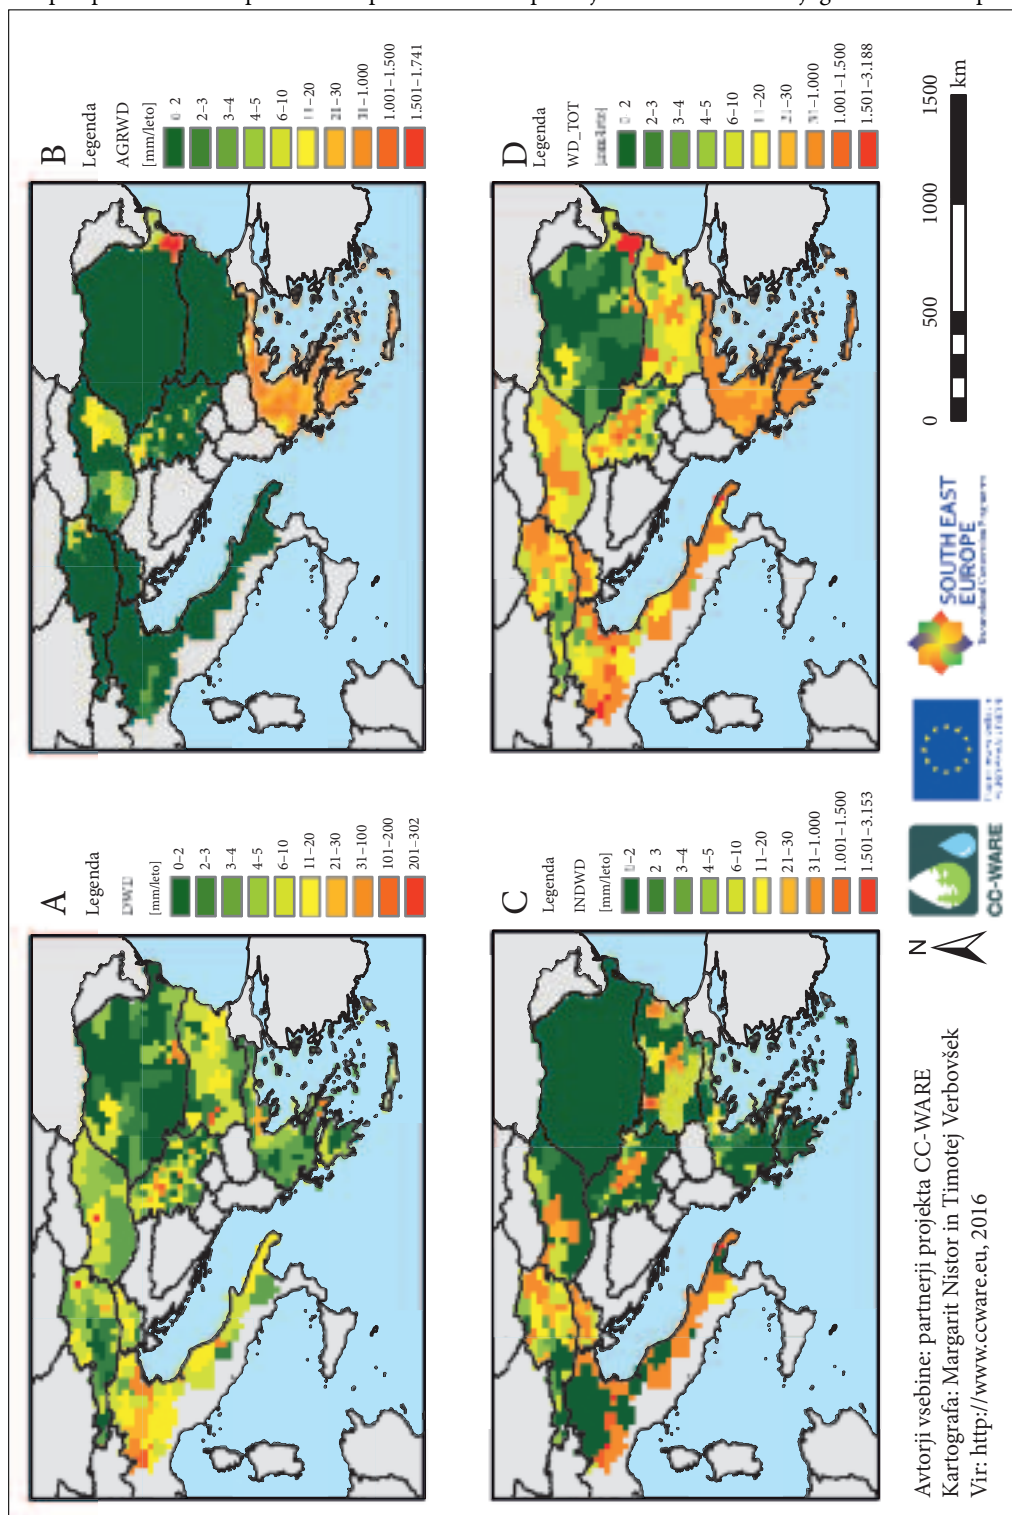 A
Legenda
[mm/leto]
0–2
2–3
3–4
4–5
6–10
11–20
21–30
31–100
101–200
201–302
B
Legenda
AGRWD
[mm/leto]
2–3
3–4
4–5
6–10
1.001–1.500
1.501–1.741
C
Legenda
INDWD
[mm/leto]
2 3
3–4
4–5
6–10
11–20
21–30
31–1.000
1.001–1.500
1.501–3.153
D
Legenda
WD_TOT
2–3
3–4
4–5
6–10
1.001–1.500
1.501–3.188
Avtorji vsebine: partnerji projekta CC-WARE
Kartografa: Margarit Nistor in Timotej Verbovšek
Vir: http://www.ccware.eu, 2016
N
CC-WARE
SOUTH EAST
EUROPE
0
500
1000
1500
km